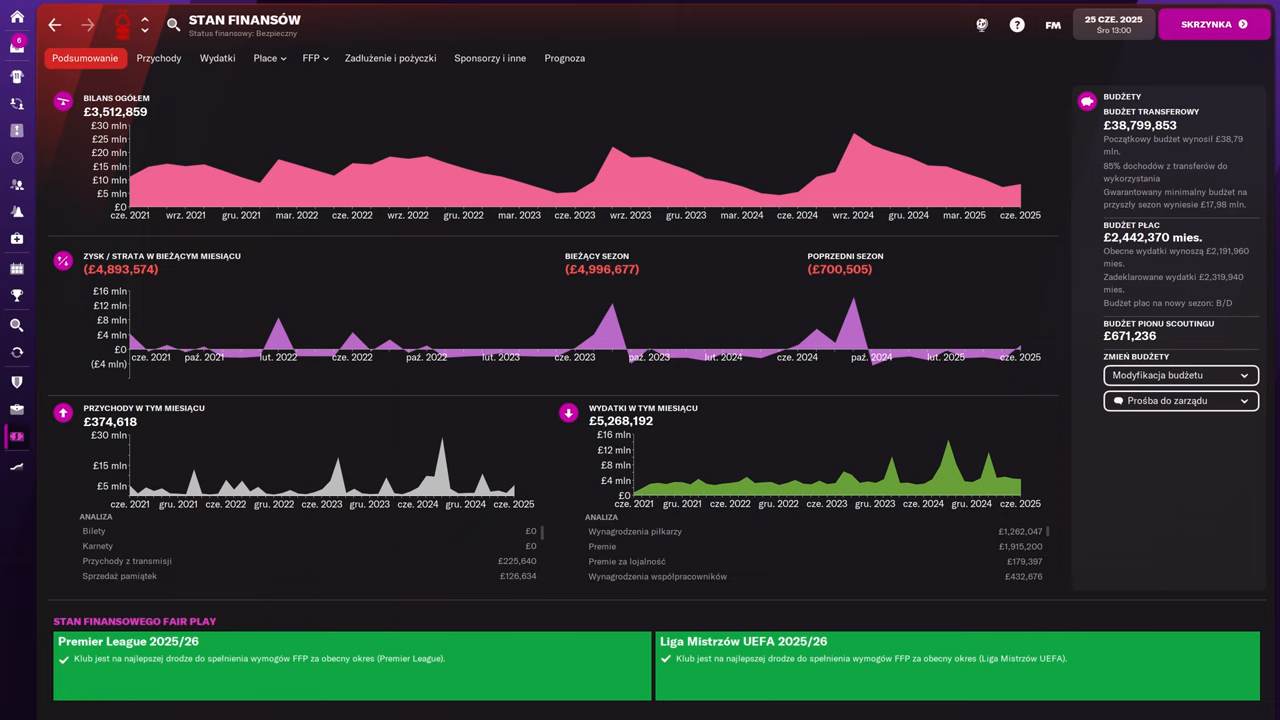 STAN FINANSÓW
Status finansowy: Bezpieczny
FM
25 CZE. 2025
Śro 13:00
SKRZYNKA
6
Podsumowanie
Przychody
Wydatki
Płace
FFP
Zadłużenie i pożyczki
Sponsorzy i inne
Prognoza
BILANS OGÓŁEM
£3,512,859
£30 mln
£25 mln
£20 mln
£15 mln
£10 mln
£5 mln
£0
cze. 2021 wrz. 2021 gru. 2021 mar. 2022 cze. 2022 wrz. 2022 gru. 2022 mar. 2023 cze. 2023 wrz. 2023 gru. 2023 mar. 2024 cze. 2024 wrz. 2024 gru. 2024 mar. 2025 cze. 2025
ZYSK / STRATA W BIEŻĄCYM MIESIĄCU
(£4,893,574)
BIEŻĄCY SEZON
(£4,996,677)
POPRZEDNI SEZON
(£700,505)
£16 mln
£12 mln
£8 mln
£4 mln
£0
(£4 mln)
cze. 2021 paź. 2021 lut. 2022 cze. 2022 paź. 2022 lut. 2023 cze. 2023 paź. 2023 lut. 2024 cze. 2024 paź. 2024 lut. 2025 cze. 2025
PRZYCHODY W TYM MIESIĄCU
£374,618
£30 mln
£15 mln
£5 mln
cze. 2021 gru. 2021 cze. 2022 gru. 2022 cze. 2023 gru. 2023 cze. 2024 gru. 2024 cze. 2025
ANALIZA
Bilety £0
Karnety £0
Przychody z transmisji £225,640
Sprzedaż pamiątek £126,634
WYDATKI W TYM MIESIĄCU
£5,268,192
£16 mln
£12 mln
£8 mln
£4 mln
£0
cze. 2021 gru. 2021 cze. 2022 gru. 2022 cze. 2023 gru. 2023 cze. 2024 gru. 2024 cze. 2025
ANALIZA
Wynagrodzenia piłkarzy £1,262,047
Premie £1,915,200
Premie za lojalność £179,397
Wynagrodzenia współpracowników £432,676
BUDŻETY
BUDŻET TRANSFEROWY
£38,799,853
Początkowy budżet wynosił £38,79
mln.
85% dochodów z transferów do
wykorzystania
Gwarantowany minimalny budżet na
przyszły sezon wyniesie £17,98 mln.
BUDŻET PŁAC
£2,442,370 mies.
Obecne wydatki wynoszą £2,191,960
mies.
Zadeklarowane wydatki £2,319,940
mies.
Budżet płac na nowy sezon: B/D
BUDŻET PIONU SCOUTINGU
£671,236
ZMIEŃ BUDŻETY
Modyfikacja budżetu
Prośba do zarządu
STAN FINANSOWEGO FAIR PLAY
Premier League 2025/26
Klub jest na najlepszej drodze do spełnienia wymogów FFP za obecny okres (Premier League).
Liga Mistrzów UEFA 2025/26
Klub jest na najlepszej drodze do spełnienia wymogów FFP za obecny okres (Liga Mistrzów UEFA).